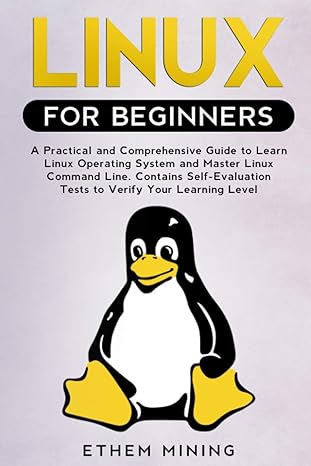 LINUX
FOR BEGINNERS
A Practical and Comprehensive Guide to Learn
Linux Operating System and Master Linux
Command Line. Contains Self-Evaluation
Tests to Verify Your Learning Level
ETHEM MINING